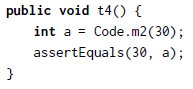 public void t4() {
    int a = Code.m2(30);
    assertEquals(30, a);
}